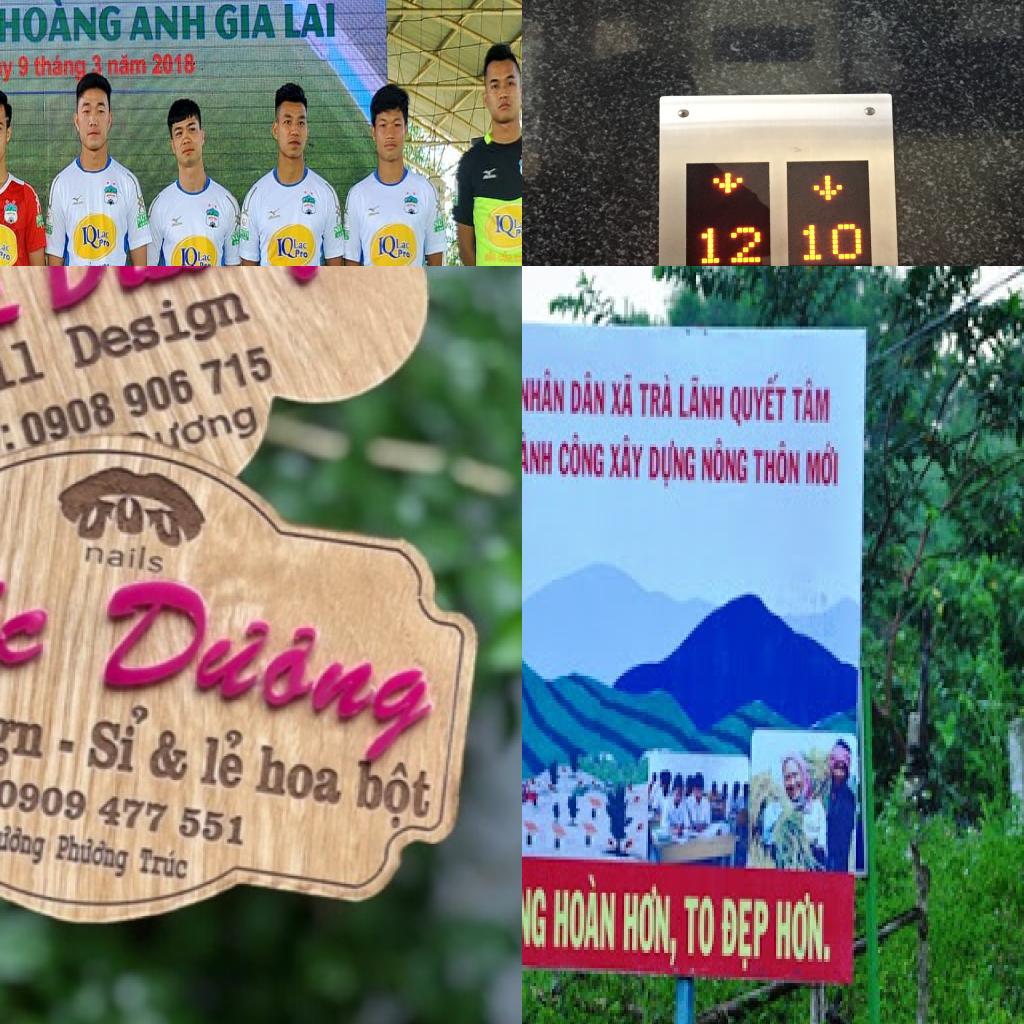 HOÀNG ANH GIA LAI
9 tháng 3 năm 2018
IQ Lac Pro
IQ Lac Pro
IQ Lac Pro
IQ Lac Pro
IQ
12 10
Design
: 0908 906 715
ương
nails
Dương
- Sỉ & lẻ hoa bột
0909 477 551
Phương Trúc
NHÂN DÂN XÃ TRÀ LÃNH QUYẾT TÂM
ÀNH CÔNG XÂY DỰNG NÔNG THÔN MỚI
NG HOÀN HƠN, TO ĐẸP HƠN.